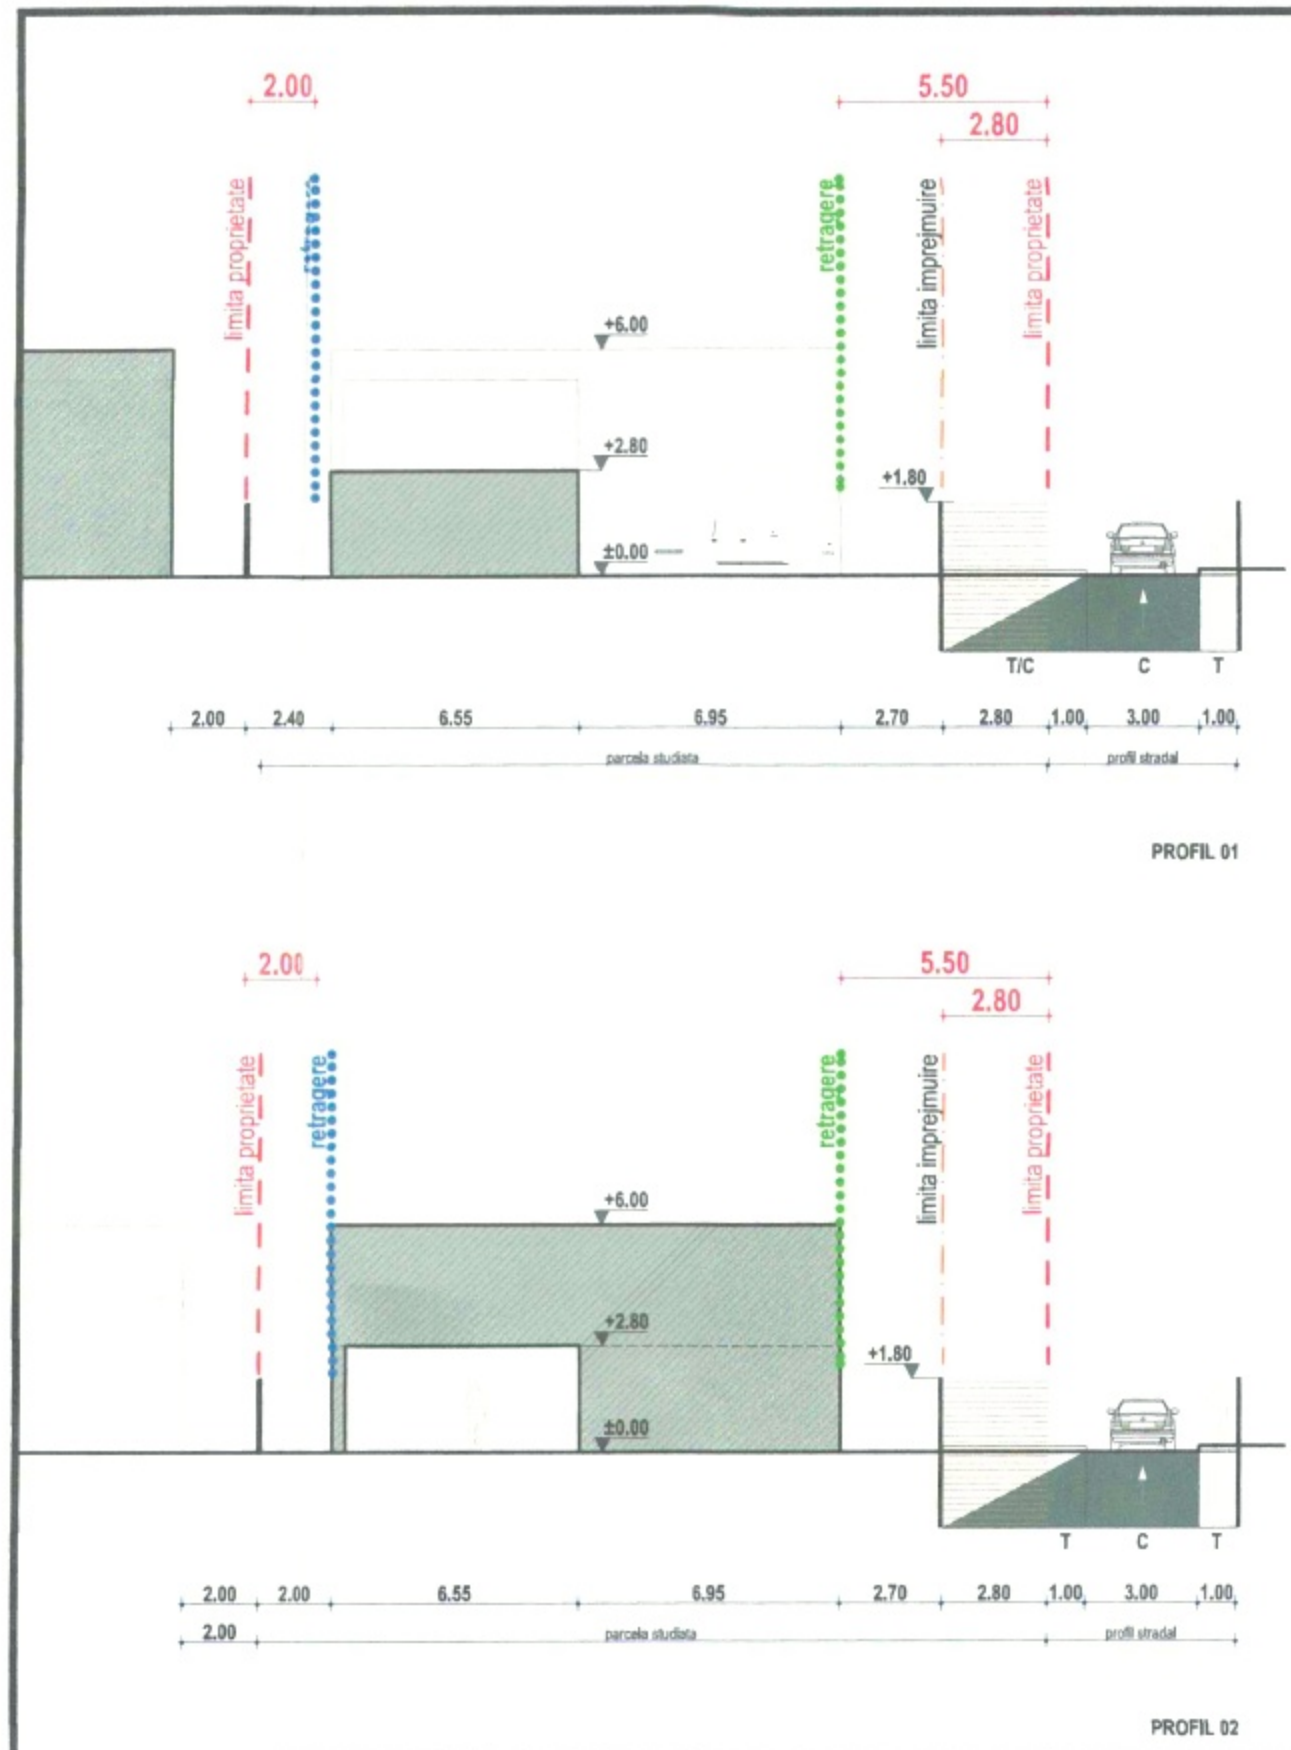 2.00
5.50
2.80
limita proprietate
retragere
limita imprejmuire
limita proprietate
+6.00
+2.80
+1.80
±0.00
T/C C T
2.00 2.40 6.55 6.95 2.70 2.80 1.00 3.00 1.00
parcela studiata profil stradal
PROFIL 01
2.00
5.50
2.80
limita proprietate
retragere
retragere
limita imprejmuire
limita proprietate
+6.00
+2.80
+1.80
±0.00
T C T
2.00 2.00 6.55 6.95 2.70 2.80 1.00 3.00 1.00
2.00 parcela studiata profil stradal
PROFIL 02